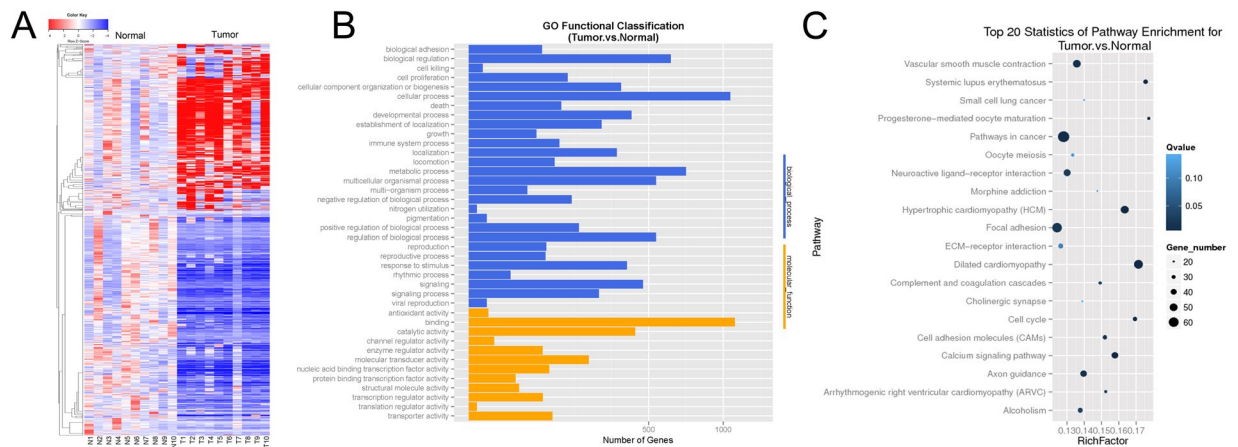 A
Color Key
4 2 0 −2 −4
Row Z−Score
Normal
Tumor
N1 N2 N3 N4 N5 N6 N7 N8 N9 N10 T1 T2 T3 T4 T5 T6 T7 T8 T9 T10
B
GO Functional Classification
(Tumor.vs.Normal)
biological adhesion
biological regulation
cell killing
cell proliferation
cellular component organization or biogenesis
cellular process
death
developmental process
establishment of localization
growth
immune system process
localization
locomotion
metabolic process
multicellular organismal process
multi−organism process
negative regulation of biological process
nitrogen utilization
pigmentation
positive regulation of biological process
regulation of biological process
reproduction
reproductive process
response to stimulus
rhythmic process
signaling
signaling process
viral reproduction
antioxidant activity
binding
catalytic activity
channel regulator activity
enzyme regulator activity
molecular transducer activity
nucleic acid binding transcription factor activity
protein binding transcription factor activity
structural molecule activity
transcription regulator activity
translation regulator activity
transporter activity
0 500 1000
Number of Genes
biological_process
molecular_function
C
Top 20 Statistics of Pathway Enrichment for
Tumor.vs.Normal
Pathway
Vascular smooth muscle contraction
Systemic lupus erythematosus
Small cell lung cancer
Progesterone−mediated oocyte maturation
Pathways in cancer
Oocyte meiosis
Neuroactive ligand−receptor interaction
Morphine addiction
Hypertrophic cardiomyopathy (HCM)
Focal adhesion
ECM−receptor interaction
Dilated cardiomyopathy
Complement and coagulation cascades
Cholinergic synapse
Cell cycle
Cell adhesion molecules (CAMs)
Calcium signaling pathway
Axon guidance
Arrhythmogenic right ventricular cardiomyopathy (ARVC)
Alcoholism
0.130.140.150.160.17
RichFactor
Qvalue
0.10
0.05
Gene_number
20
30
40
50
60